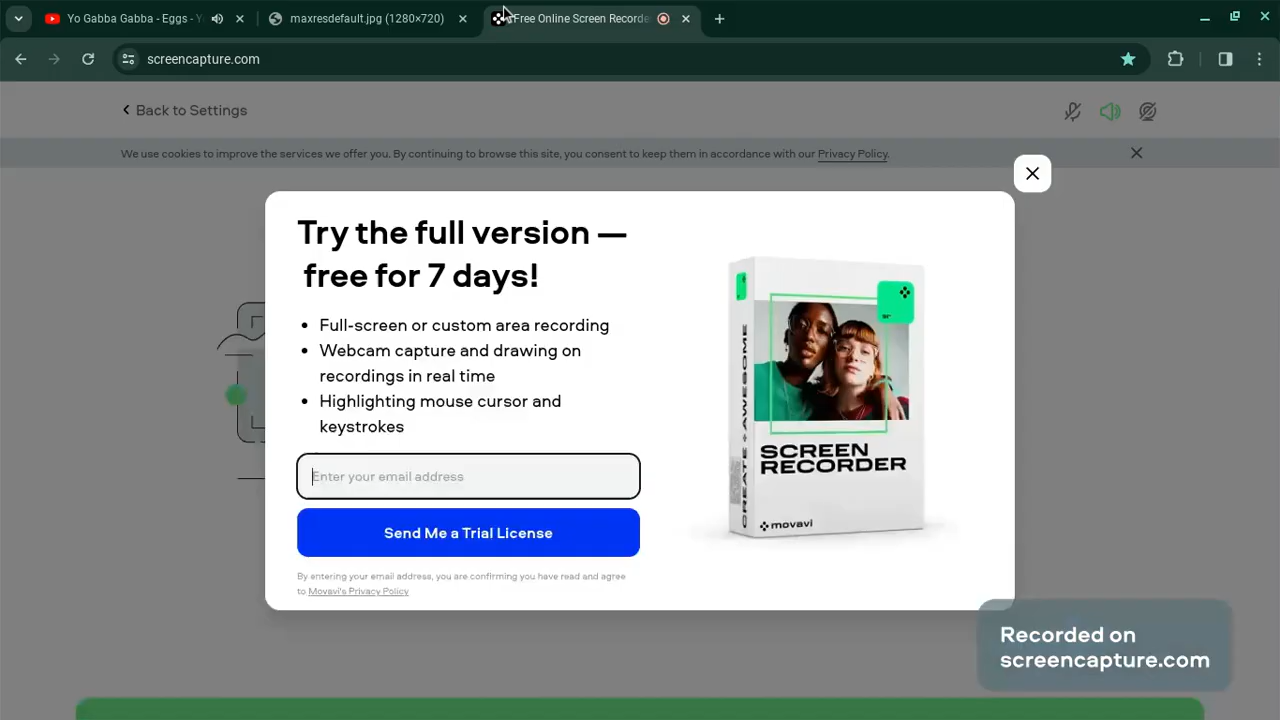 Yo Gabba Gabba - Eggs - Y
maxresdefault.jpg (1280×720)
Free Online Screen Recorde
screencapture.com
Back to Settings
We use cookies to improve the services we offer you. By continuing to browse this site, you consent to keep them in accordance with our Privacy Policy.
Try the full version —
free for 7 days!
• Full-screen or custom area recording
• Webcam capture and drawing on
recordings in real time
• Highlighting mouse cursor and
keystrokes
Enter your email address
Send Me a Trial License
By entering your email address, you are confirming you have read and agree
to Movavi's Privacy Policy
CREATE + AWESOME
SCREEN
RECORDER
movavi
Recorded on
screencapture.com